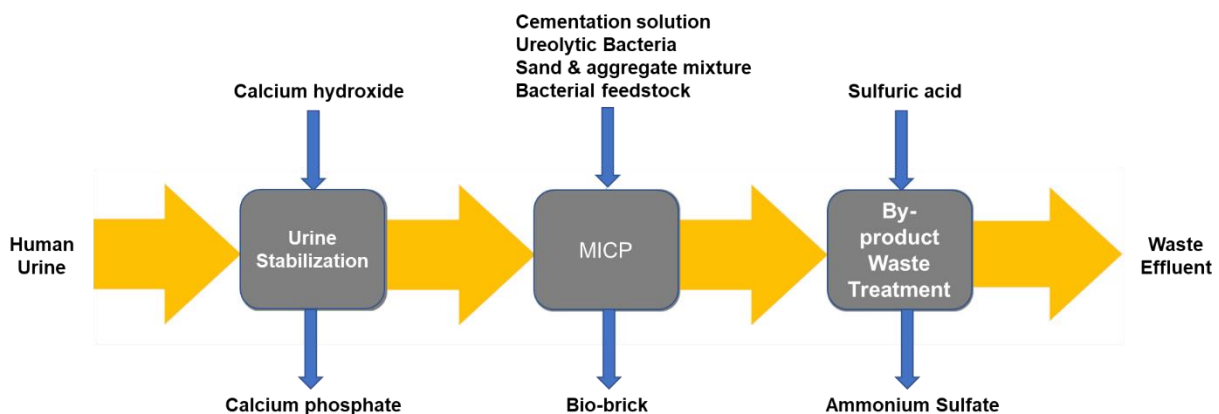 Cementation solution
Ureolytic Bacteria
Sand & aggregate mixture
Bacterial feedstock
Calcium hydroxide
Sulfuric acid
Human
Urine
Urine
Stabilization
MICP
By-
product
Waste
Treatment
Waste
Effluent
Calcium phosphate
Bio-brick
Ammonium Sulfate